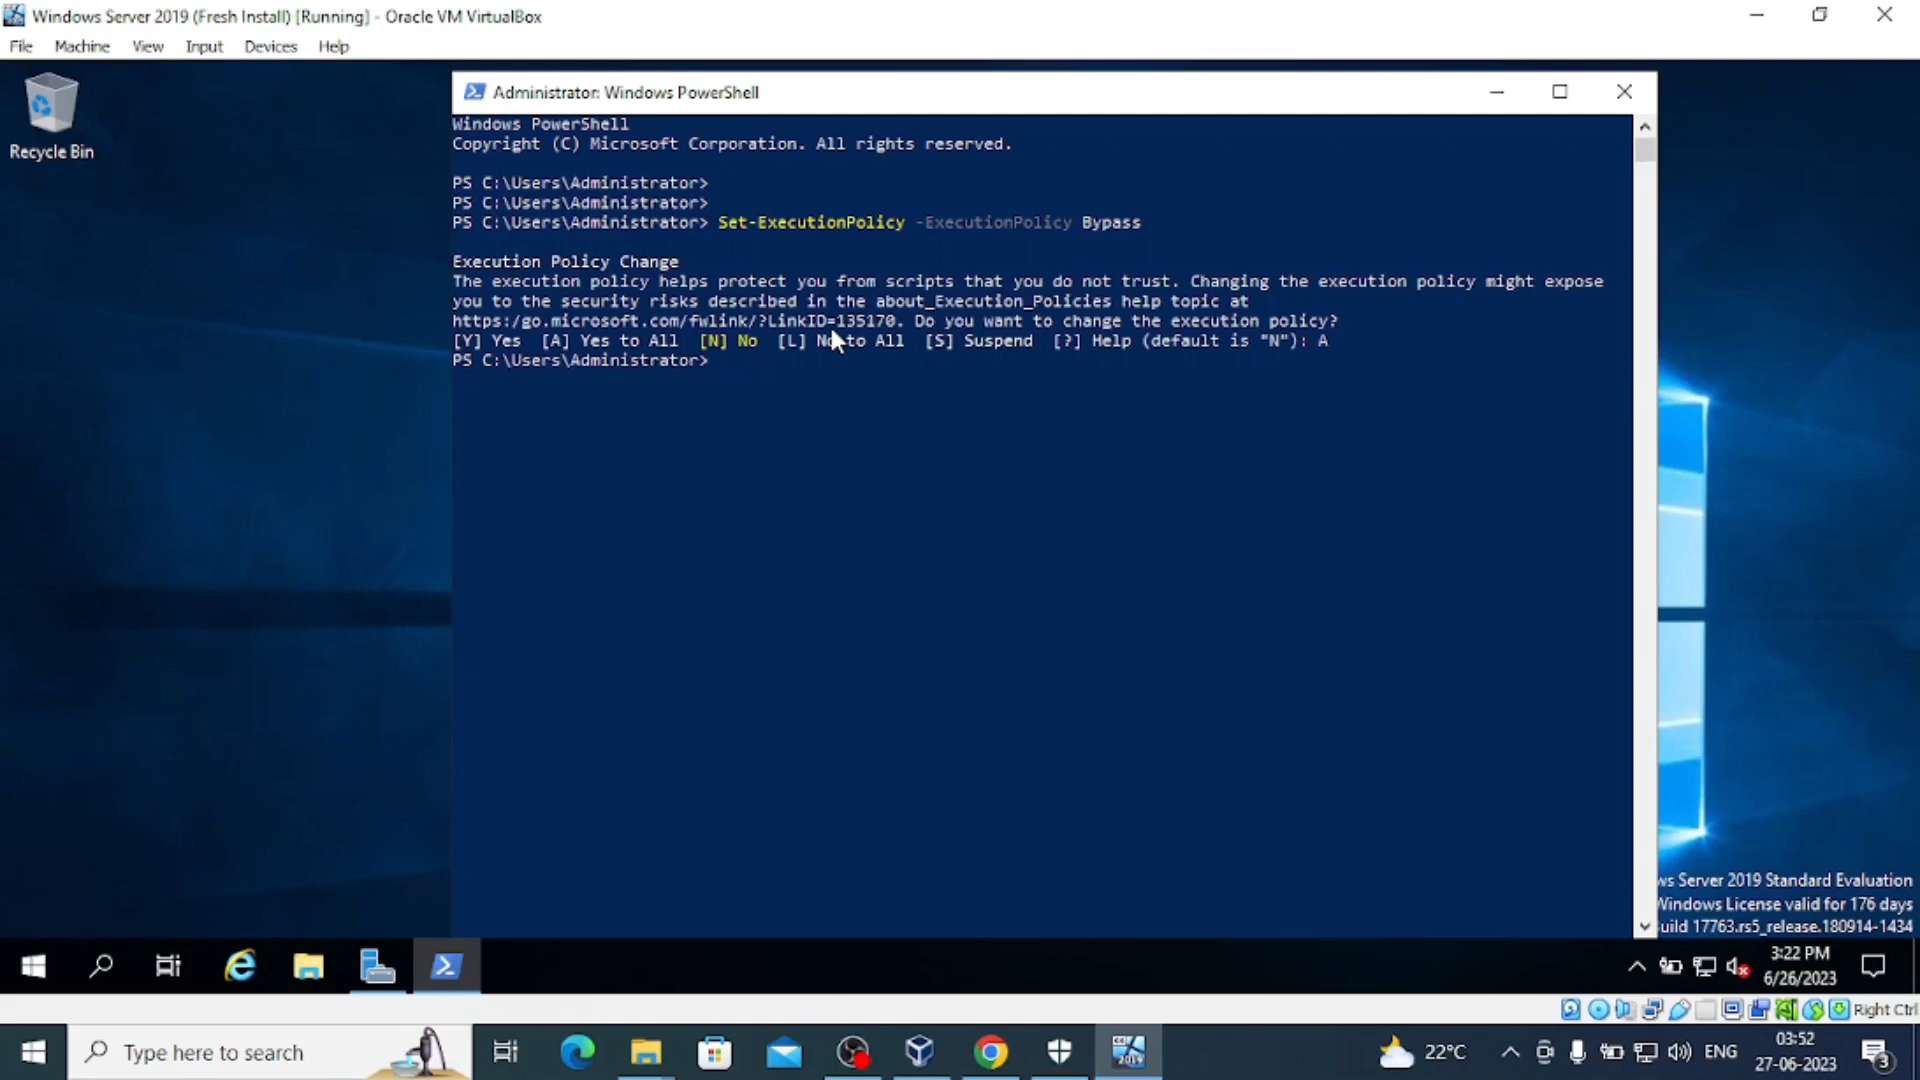 Windows Server 2019 (Fresh Install) [Running] - Oracle VM VirtualBox
File Machine View Input Devices Help
Recycle Bin
Administrator: Windows PowerShell
Windows PowerShell
Copyright (C) Microsoft Corporation. All rights reserved.
PS C:\Users\Administrator>
PS C:\Users\Administrator>
PS C:\Users\Administrator> Set-ExecutionPolicy -ExecutionPolicy Bypass
Execution Policy Change
The execution policy helps protect you from scripts that you do not trust. Changing the execution policy might expose
you to the security risks described in the about_Execution_Policies help topic at
https:/go.microsoft.com/fwlink/?LinkID=135170. Do you want to change the execution policy?
[Y] Yes [A] Yes to All [N] No [L] No to All [S] Suspend [?] Help (default is "N"): A
PS C:\Users\Administrator>
ws Server 2019 Standard Evaluation
Windows License valid for 176 days
uild 17763.rs5_release.180914-1434
3:22 PM
6/26/2023
Right Ctrl
Type here to search
2019
22°C
ENG
03:52
27-06-2023
3